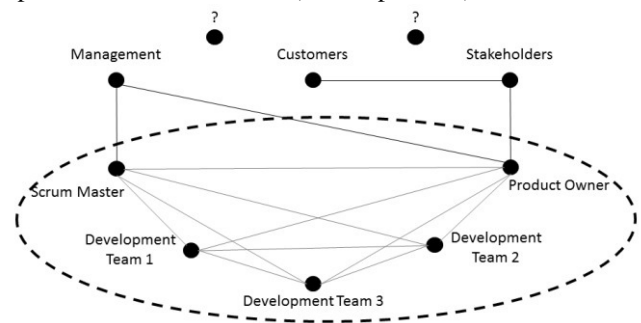 ?
?
Management
Customers
Stakeholders
Scrum Master
Product Owner
Development
Team 1
Development
Team 2
Development Team 3